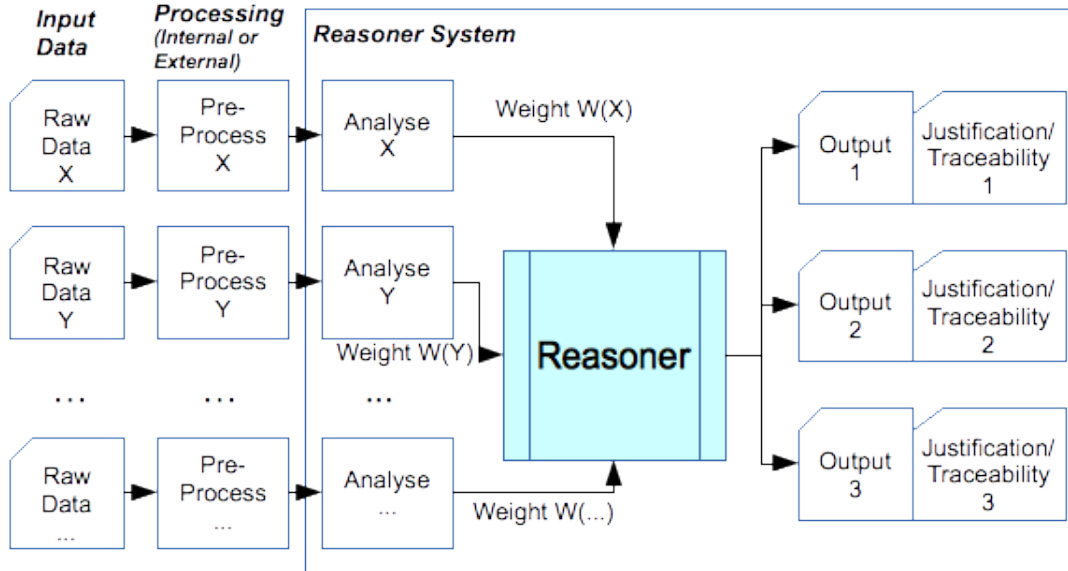 Input
Data
Processing
(Internal or
External)
Reasoner System
Raw
Data
X
Pre-
Process
X
Analyse
X
Weight W(X)
Output
1
Justification/
Traceability
1
Raw
Data
Y
Pre-
Process
Y
Analyse
Y
Weight W(Y)
Reasoner
Output
2
Justification/
Traceability
2
...
...
...
Raw
Data
...
Pre-
Process
...
Analyse
...
Weight W(...)
Output
3
Justification/
Traceability
3